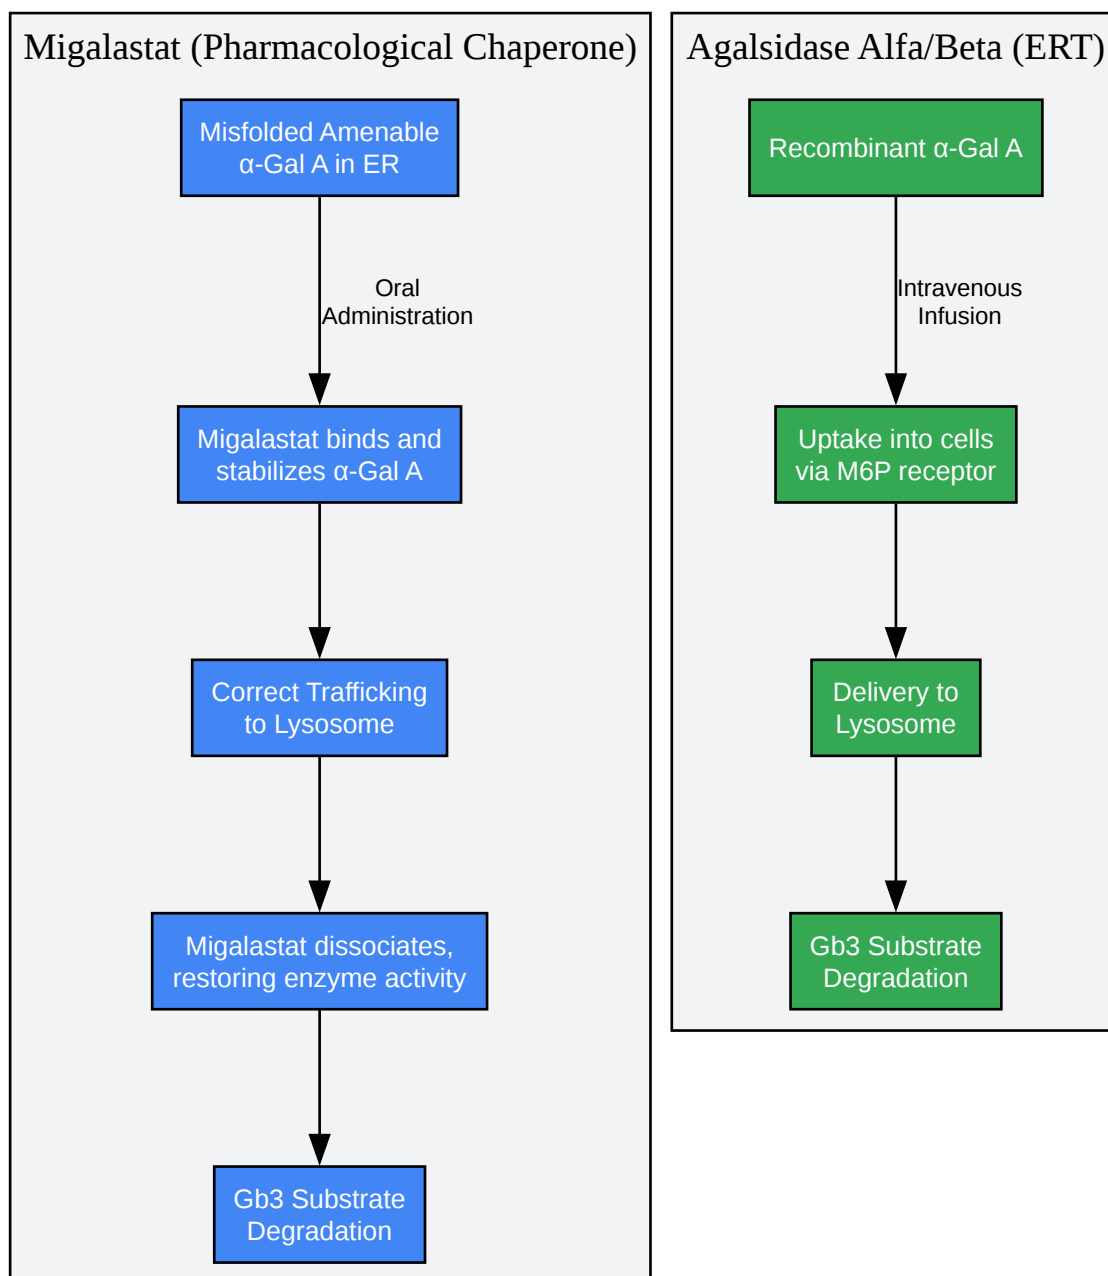 Migalastat (Pharmacological Chaperone)
Misfolded Amenable
α-Gal A in ER
Oral
Administration
Migalastat binds and
stabilizes α-Gal A
Correct Trafficking
to Lysosome
Migalastat dissociates,
restoring enzyme activity
Gb3 Substrate
Degradation
Agalsidase Alfa/Beta (ERT)
Recombinant α-Gal A
Intravenous
Infusion
Uptake into cells
via M6P receptor
Delivery to
Lysosome
Gb3 Substrate
Degradation